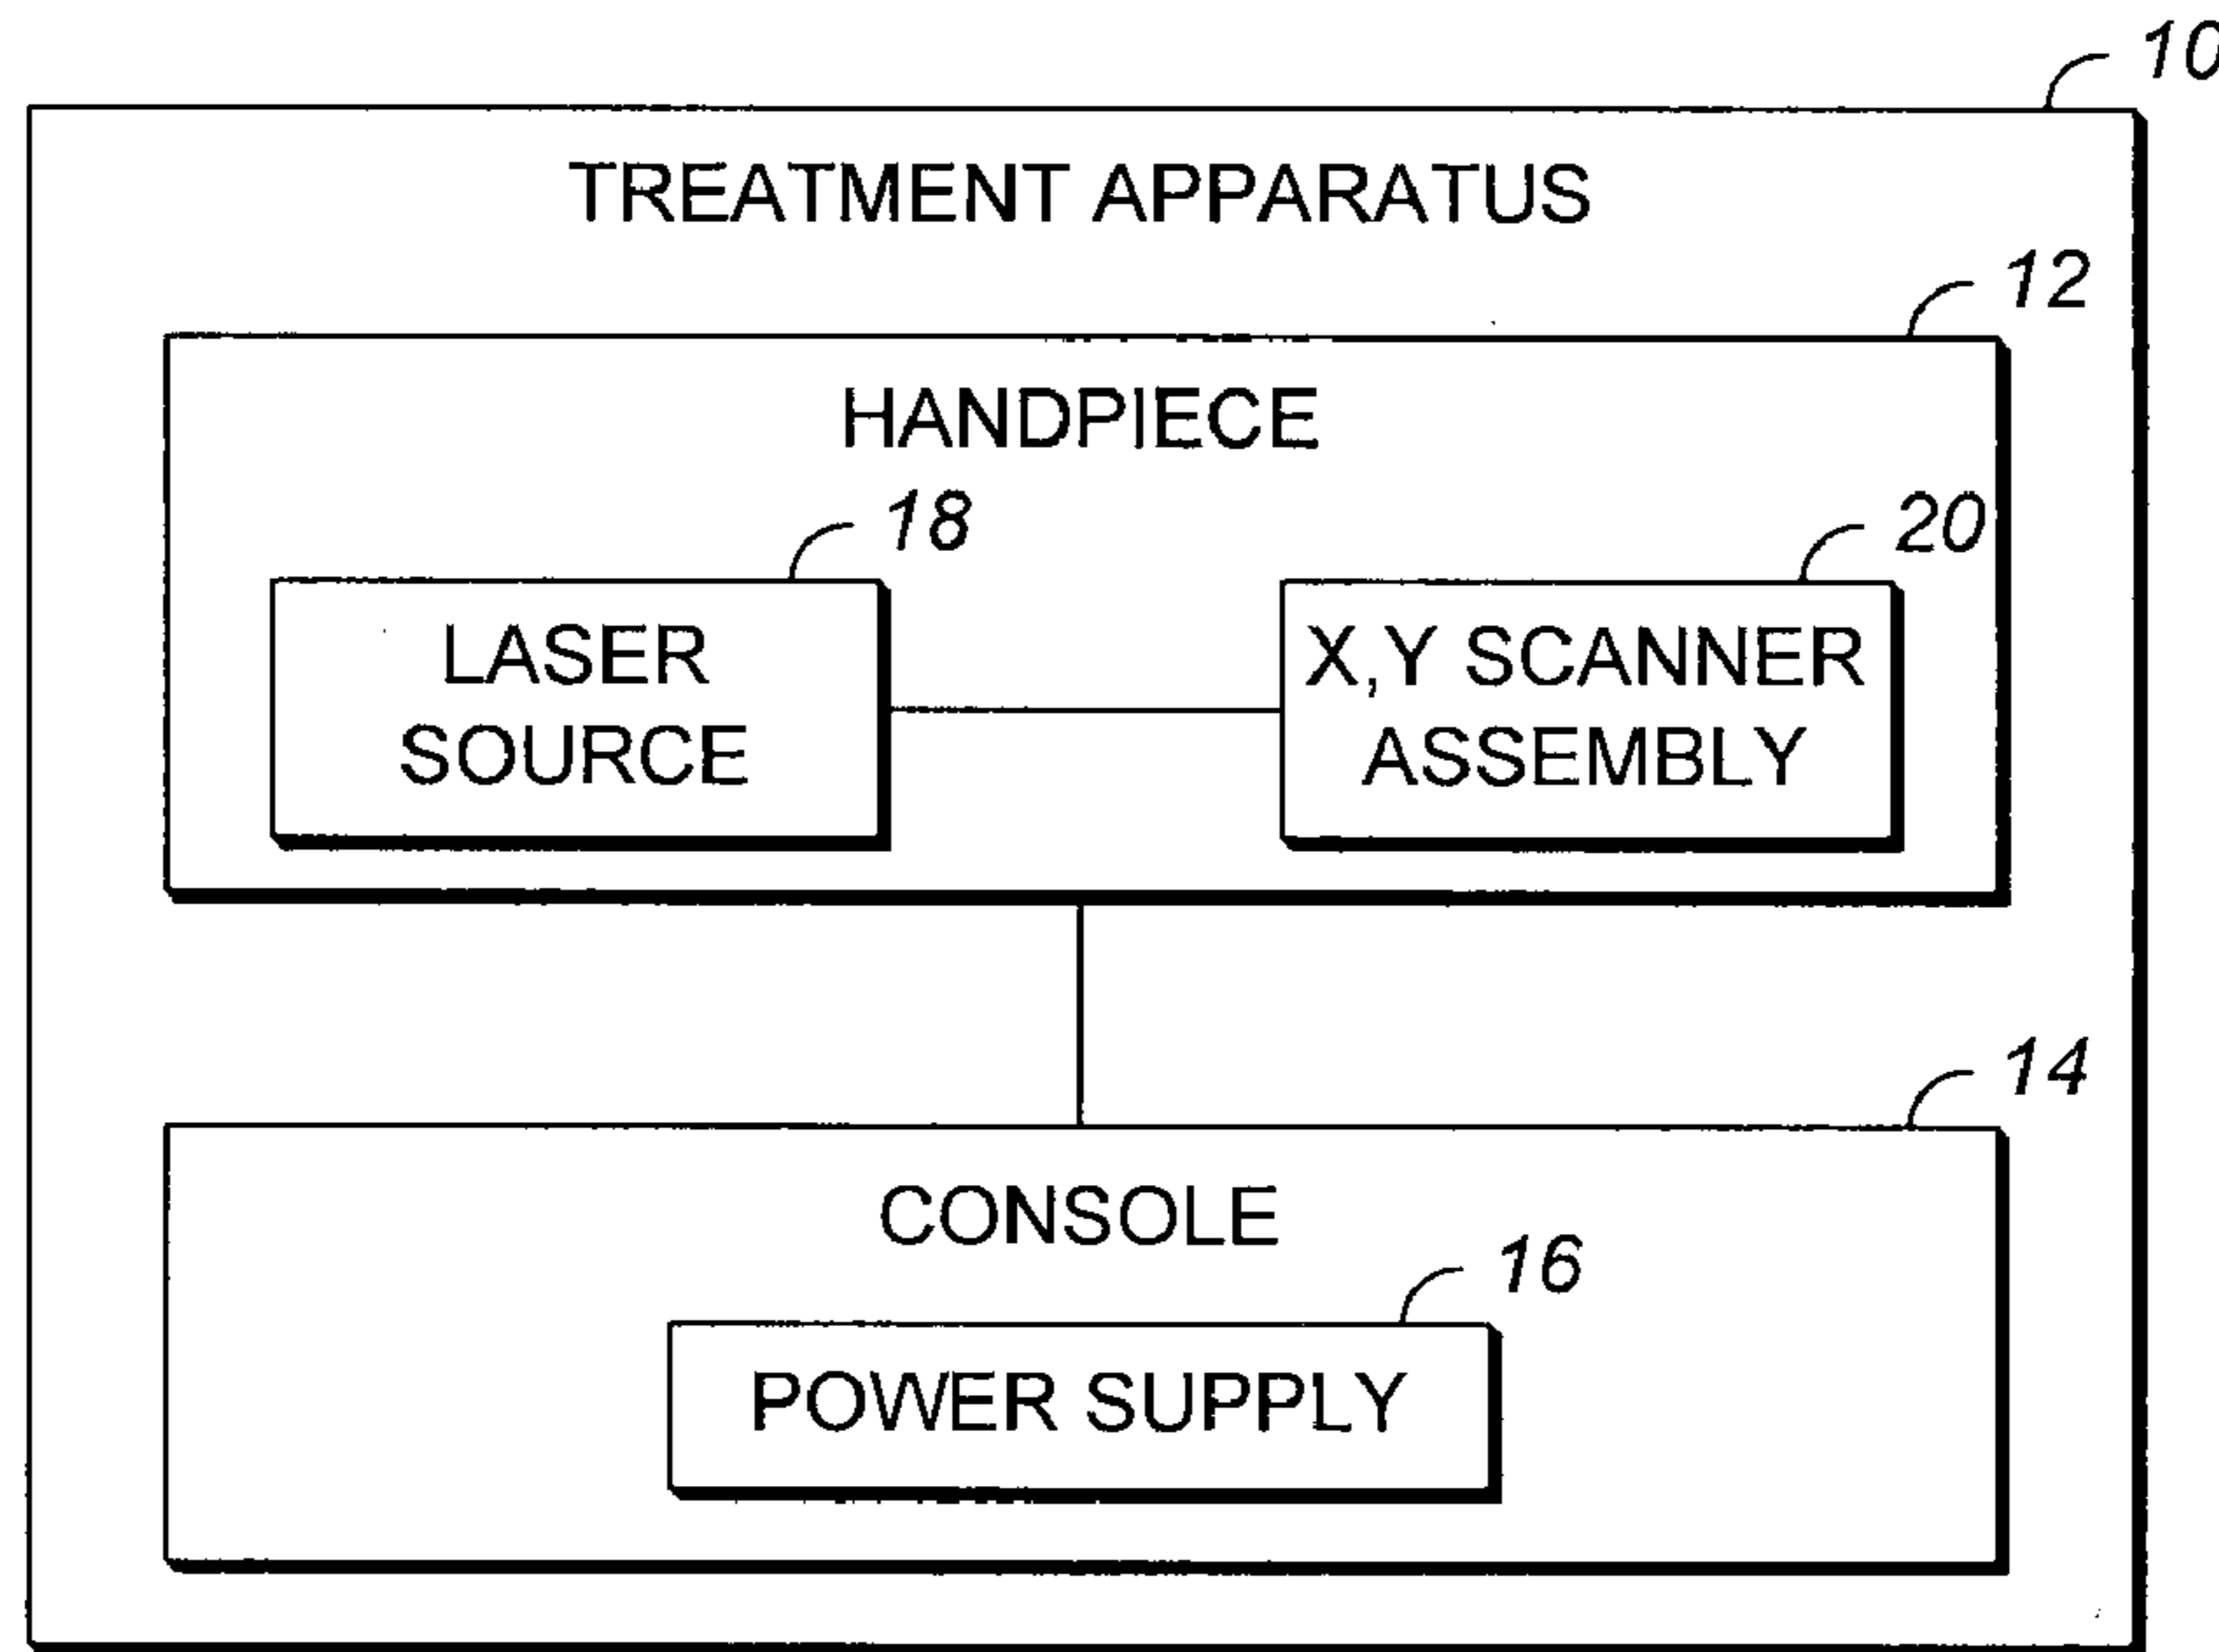 10
TREATMENT APPARATUS
12
HANDPIECE
18
20
LASER
SOURCE
X,Y SCANNER
ASSEMBLY
14
CONSOLE
16
POWER SUPPLY